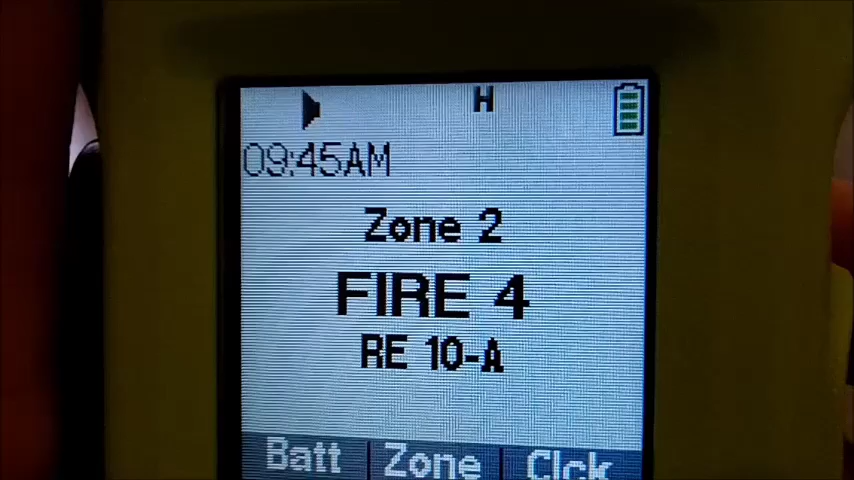 H
09:45AM
Zone 2
FIRE 4
RE 10-A
Batt Zone Clck